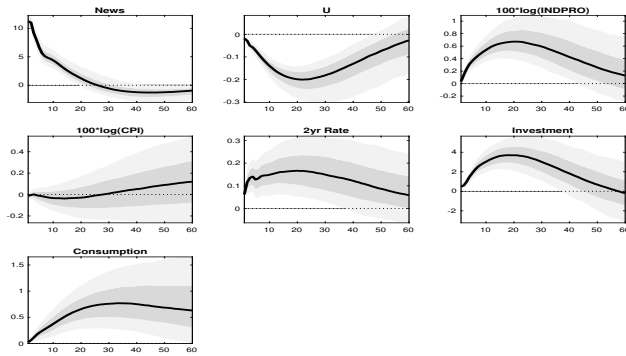 News
U
100*log(INDPRO)
10
5
0
10 20 30 40 50 60
0
-0.1
-0.2
-0.3
10 20 30 40 50 60
1
0.8
0.6
0.4
0.2
0
-0.2
10 20 30 40 50 60
100*log(CPI)
2yr Rate
Investment
0.4
0.2
0
-0.2
10 20 30 40 50 60
0.3
0.2
0.1
0
10 20 30 40 50 60
4
2
0
-2
10 20 30 40 50 60
Consumption
1.5
1
0.5
0
10 20 30 40 50 60